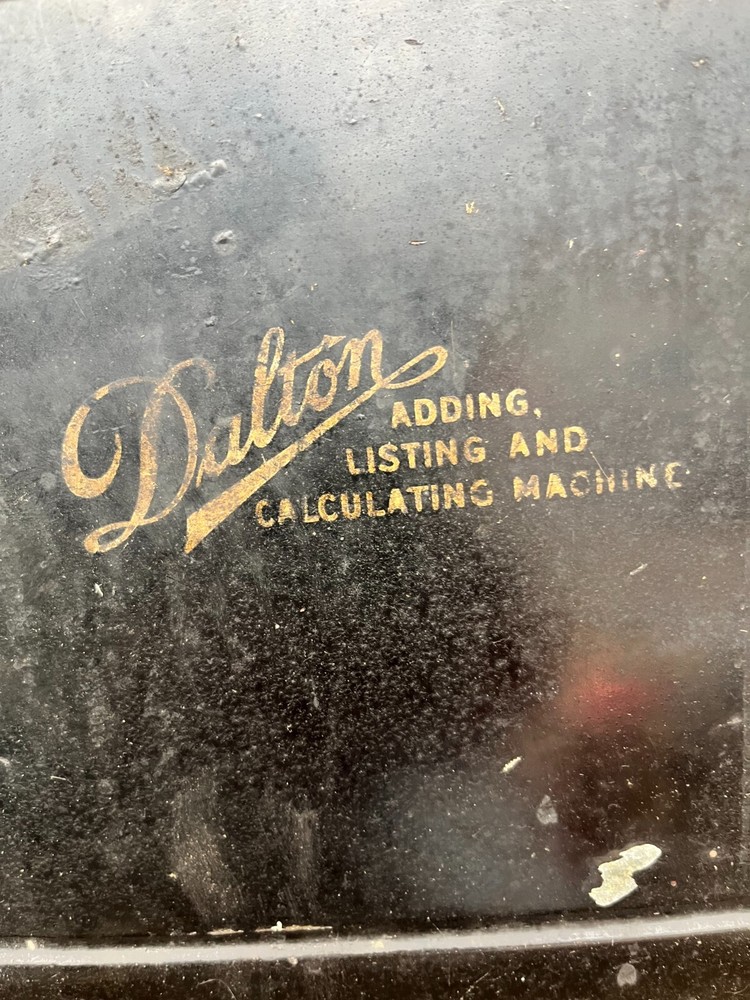 Dalton
ADDING,
LISTING AND
CALCULATING MACHINE